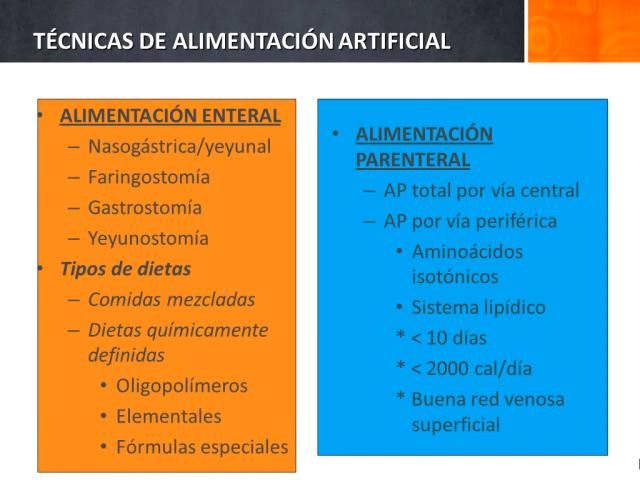 TÉCNICAS DE ALIMENTACIÓN ARTIFICIAL
• ALIMENTACIÓN ENTERAL
– Nasogástrica/yeyunal
– Faringostomía
– Gastrostomía
– Yeyunostomía
• Tipos de dietas
– Comidas mezcladas
– Dietas químicamente
definidas
• Oligopolímeros
• Elementales
• Fórmulas especiales
• ALIMENTACIÓN
PARENTERAL
– AP total por vía central
– AP por vía periférica
• Aminoácidos
isotónicos
• Sistema lipídico
* < 10 días
* < 2000 cal/día
* Buena red venosa
superficial